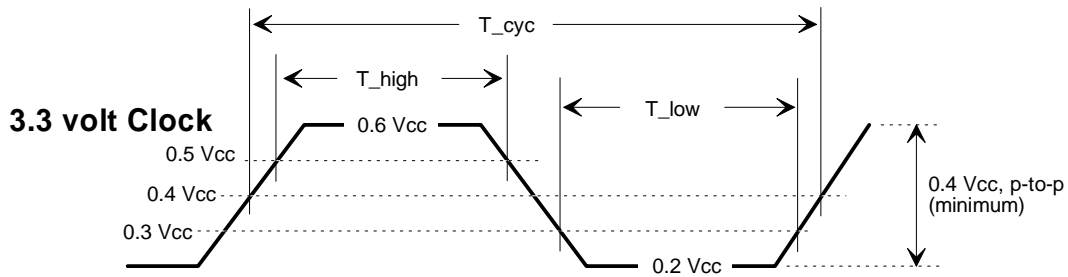 T_cyc
T_high
T_low
3.3 volt Clock
0.6 Vcc
0.5 Vcc
0.4 Vcc
0.4 Vcc, p-to-p
(minimum)
0.3 Vcc
0.2 Vcc